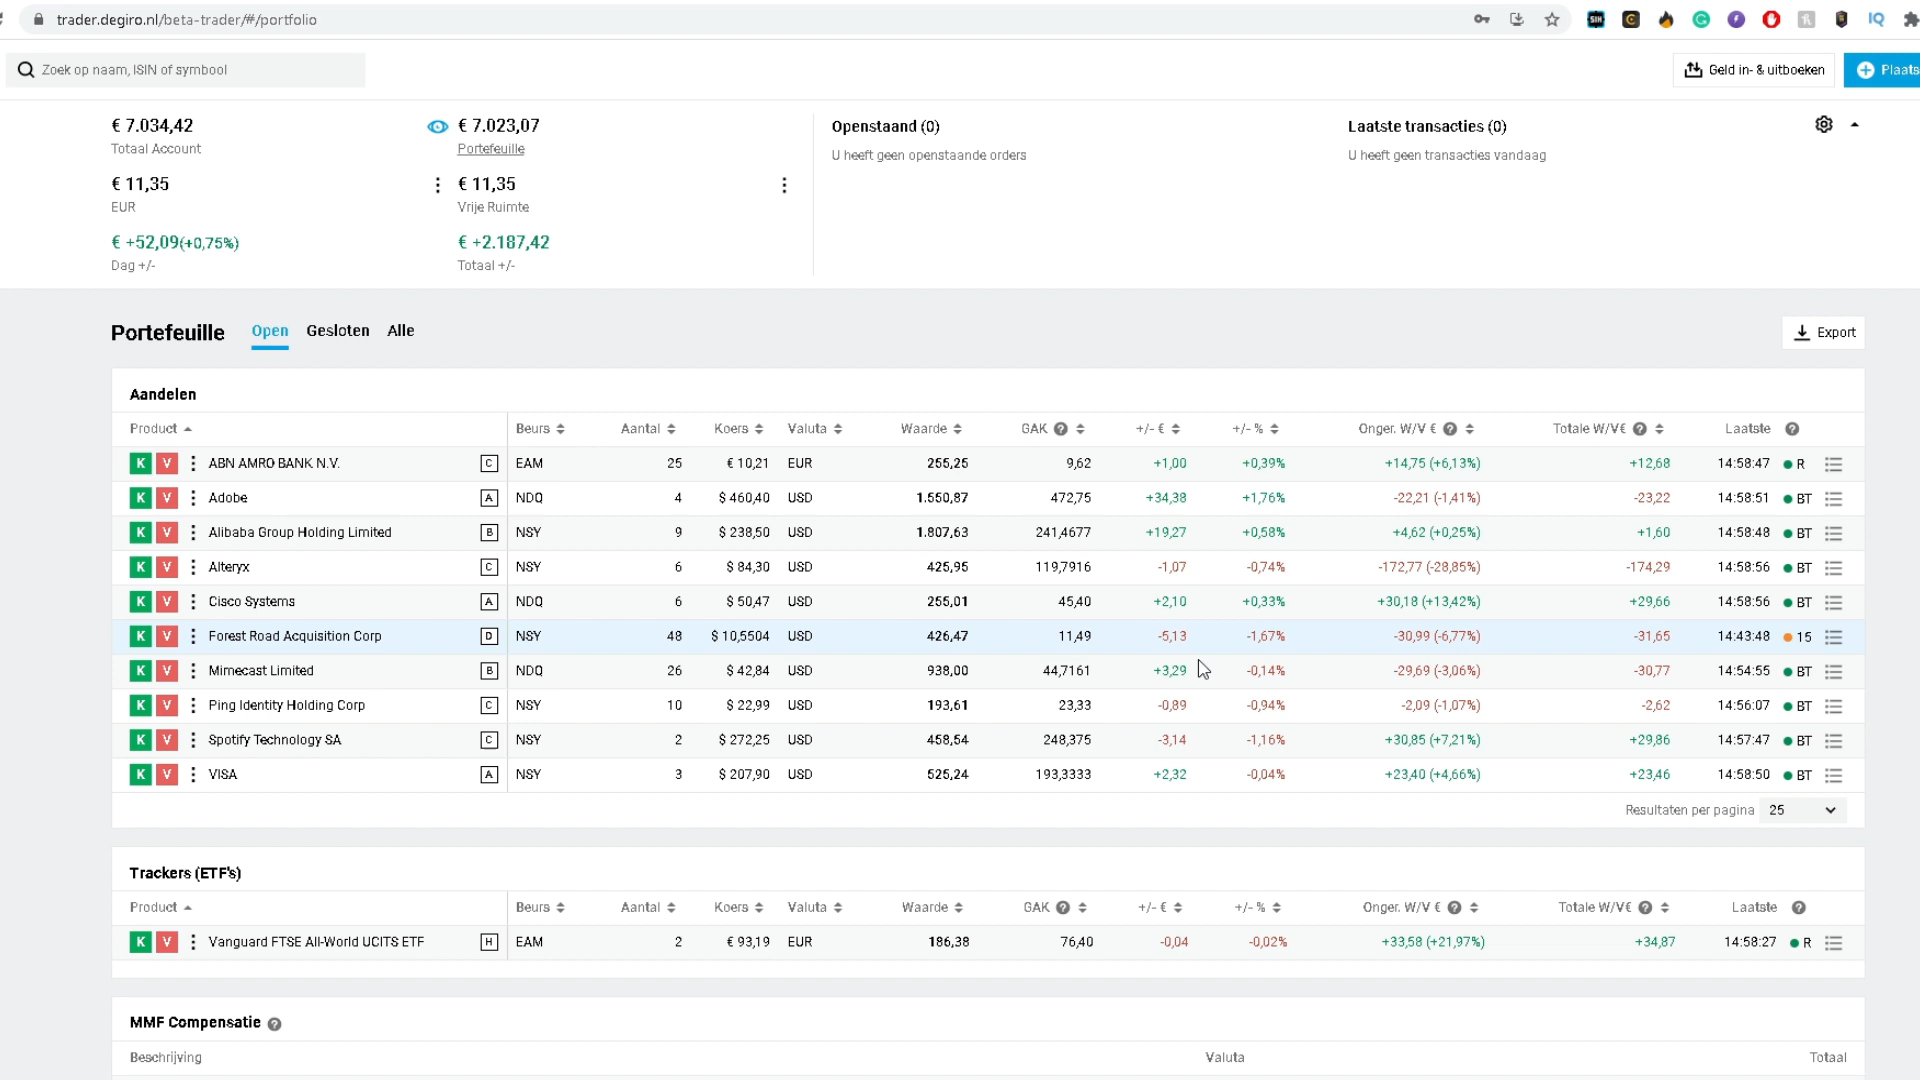 trader.degiro.nl/beta-trader/#/portfolio
SIH
IQ
Zoek op naam, ISIN of symbool
Geld in- & uitboeken
Plaats
€ 7.034,42
Totaal Account
€ 7.023,07
Portefeuille
Openstaand (0)
U heeft geen openstaande orders
Laatste transacties (0)
U heeft geen transacties vandaag
€ 11,35
EUR
€ 11,35
Vrije Ruimte
€ +52,09(+0,75%)
Dag +/-
€ +2.187,42
Totaal +/-
Portefeuille Open Gesloten Alle
Export
Aandelen
Product Beurs Aantal Koers Valuta Waarde GAK ? +/- € +/- % Onger. W/V € ? Totale W/V€ ? Laatste ?
K V ABN AMRO BANK N.V. C EAM 25 € 10,21 EUR 255,25 9,62 +1,00 +0,39% +14,75 (+6,13%) +12,68 14:58:47 R
K V Adobe A NDQ 4 $ 460,40 USD 1.550,87 472,75 +34,38 +1,76% -22,21 (-1,41%) -23,22 14:58:51 BT
K V Alibaba Group Holding Limited B NSY 9 $ 238,50 USD 1.807,63 241,4677 +19,27 +0,58% +4,62 (+0,25%) +1,60 14:58:48 BT
K V Alteryx C NSY 6 $ 84,30 USD 425,95 119,7916 -1,07 -0,74% -172,77 (-28,85%) -174,29 14:58:56 BT
K V Cisco Systems A NDQ 6 $ 50,47 USD 255,01 45,40 +2,10 +0,33% +30,18 (+13,42%) +29,66 14:58:56 BT
K V Forest Road Acquisition Corp D NSY 48 $ 10,5504 USD 426,47 11,49 -5,13 -1,67% -30,99 (-6,77%) -31,65 14:43:48 15
K V Mimecast Limited B NDQ 26 $ 42,84 USD 938,00 44,7161 +3,29 -0,14% -29,69 (-3,06%) -30,77 14:54:55 BT
K V Ping Identity Holding Corp C NSY 10 $ 22,99 USD 193,61 23,33 -0,89 -0,94% -2,09 (-1,07%) -2,62 14:56:07 BT
K V Spotify Technology SA C NSY 2 $ 272,25 USD 458,54 248,375 -3,14 -1,16% +30,85 (+7,21%) +29,86 14:57:47 BT
K V VISA A NSY 3 $ 207,90 USD 525,24 193,3333 +2,32 -0,04% +23,40 (+4,66%) +23,46 14:58:50 BT
Resultaten per pagina 25
Trackers (ETF's)
Product Beurs Aantal Koers Valuta Waarde GAK ? +/- € +/- % Onger. W/V € ? Totale W/V€ ? Laatste ?
K V Vanguard FTSE All-World UCITS ETF H EAM 2 € 93,19 EUR 186,38 76,40 -0,04 -0,02% +33,58 (+21,97%) +34,87 14:58:27 R
MMF Compensatie ?
Beschrijving Valuta Totaal